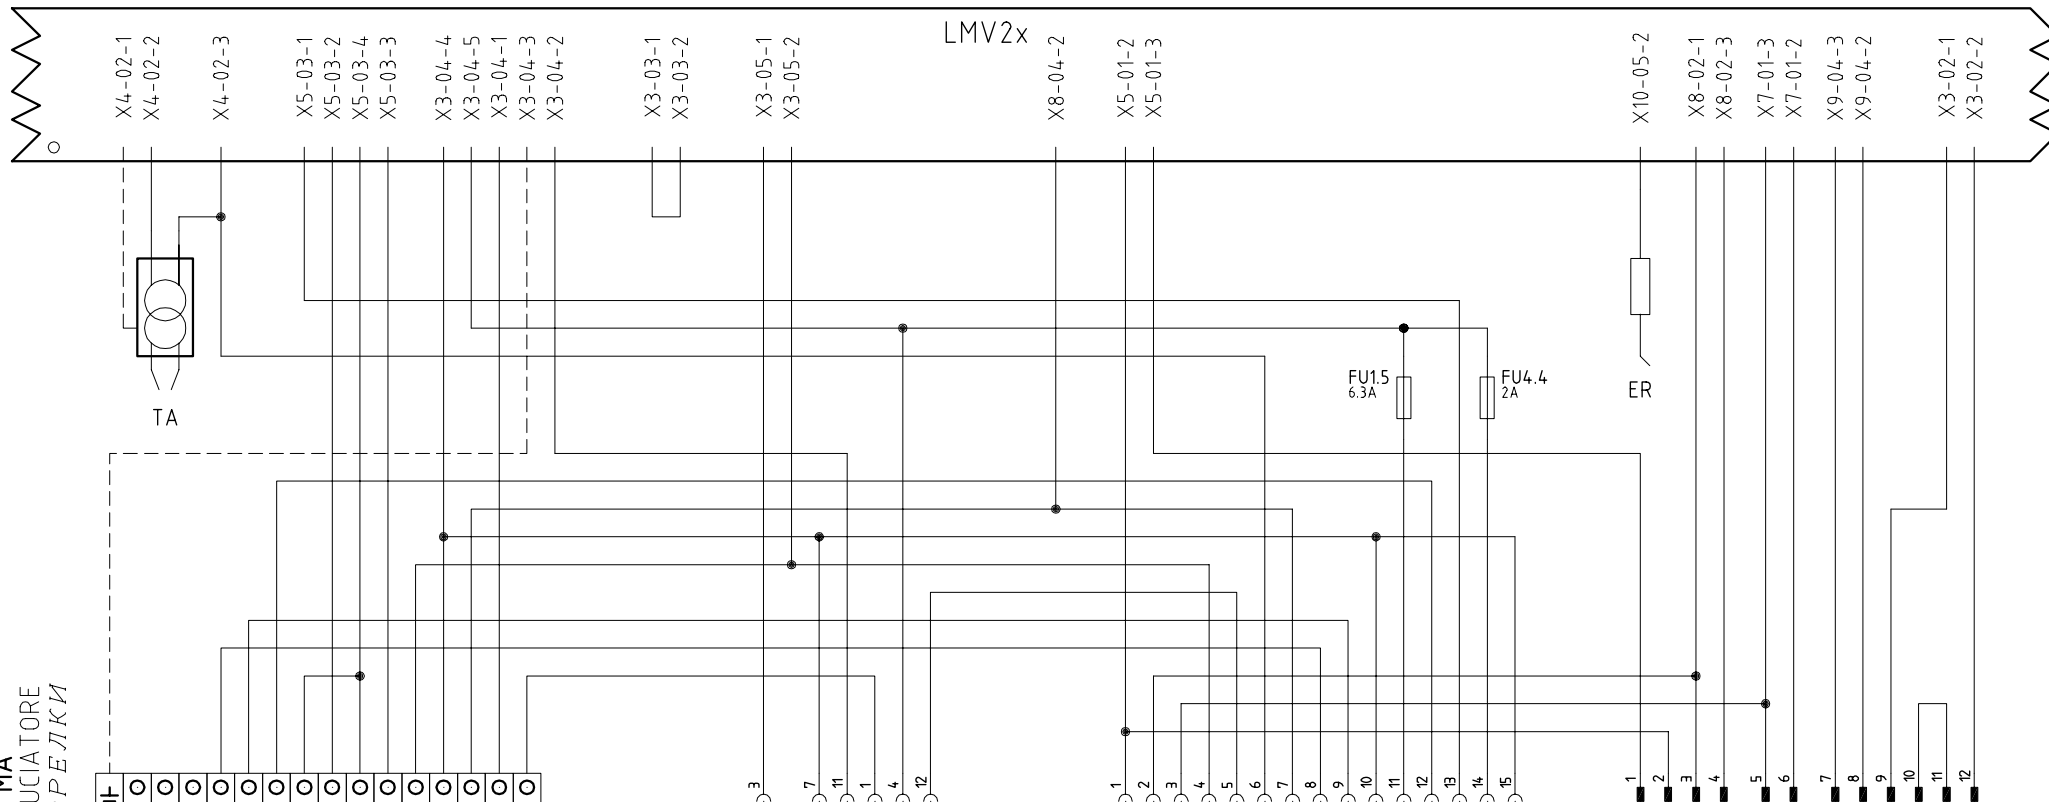 LMV2x
X4-02-1
X4-02-2
X4-02-3
X5-03-1
X5-03-2
X5-03-4
X5-03-3
X3-04-4
X3-04-5
X3-04-1
X3-04-3
X3-04-2
X3-03-1
X3-03-2
X3-05-1
X3-05-2
X8-04-2
X5-01-2
X5-01-3
X10-05-2
X8-02-1
X8-02-3
X7-01-3
X7-01-2
X9-04-3
X9-04-2
X3-02-1
X3-02-2
TA
FU1.5
6.3A
FU4.4
2A
ER
MA
UCIATORE
РЕЛКИ
3
7
11
1
4
12
1
2
3
4
5
6
7
8
9
10
11
12
13
14
15
1
2
3
4
5
6
7
8
9
10
11
12